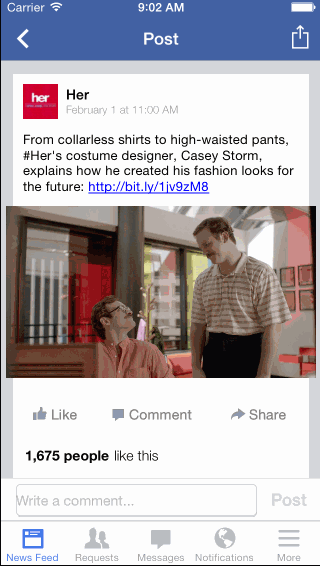 Carrier 9:02 AM
Post
her
Her
February 1 at 11:00 AM
From collarless shirts to high-waisted pants,
#Her's costume designer, Casey Storm,
explains how he created his fashion looks for
the future: http://bit.ly/1jv9zM8
Like Comment Share
1,675 people like this
Write a comment... Post
News Feed Requests Messages Notifications More